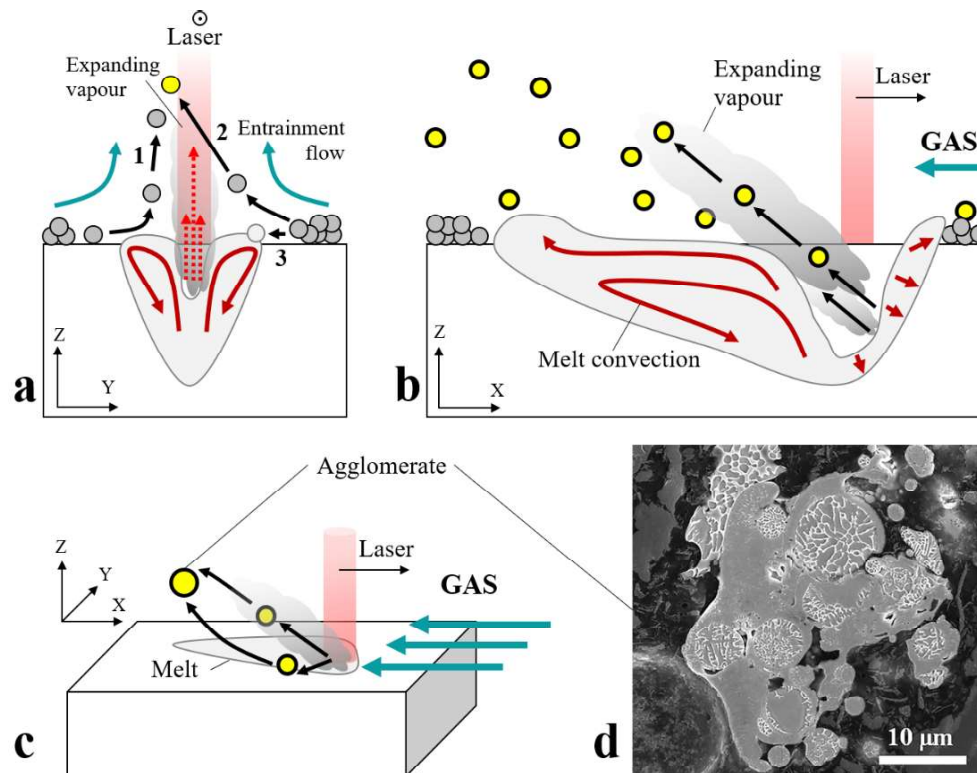 Laser
Expanding
vapour
Entrainment
flow
1
2
3
Z
Y
a
Expanding
vapour
Laser
GAS
Melt convection
Z
X
b
Agglomerate
Z
Y
X
Laser
GAS
Melt
c
d
10 µm